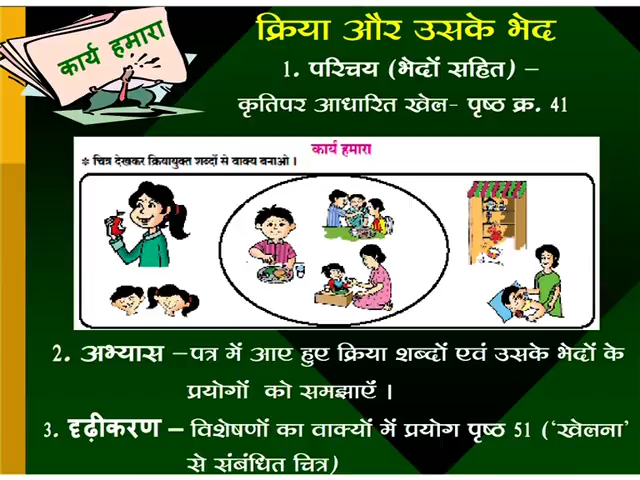 कार्य हमारा
क्रिया और उसके भेद
1. परिचय (भेदों सहित) –
कृतिपर आधारित खेल- पृष्ठ क्र. 41
कार्य हमारा
* चित्र देखकर क्रियायुक्त शब्दों से वाक्य बनाओ ।
2. अभ्यास – पत्र में आए हुए क्रिया शब्दों एवं उसके भेदों के
प्रयोगों को समझाएँ ।
3. दृढ़ीकरण – विशेषणों का वाक्यों में प्रयोग पृष्ठ 51 ('खेलना'
से संबंधित चित्र)